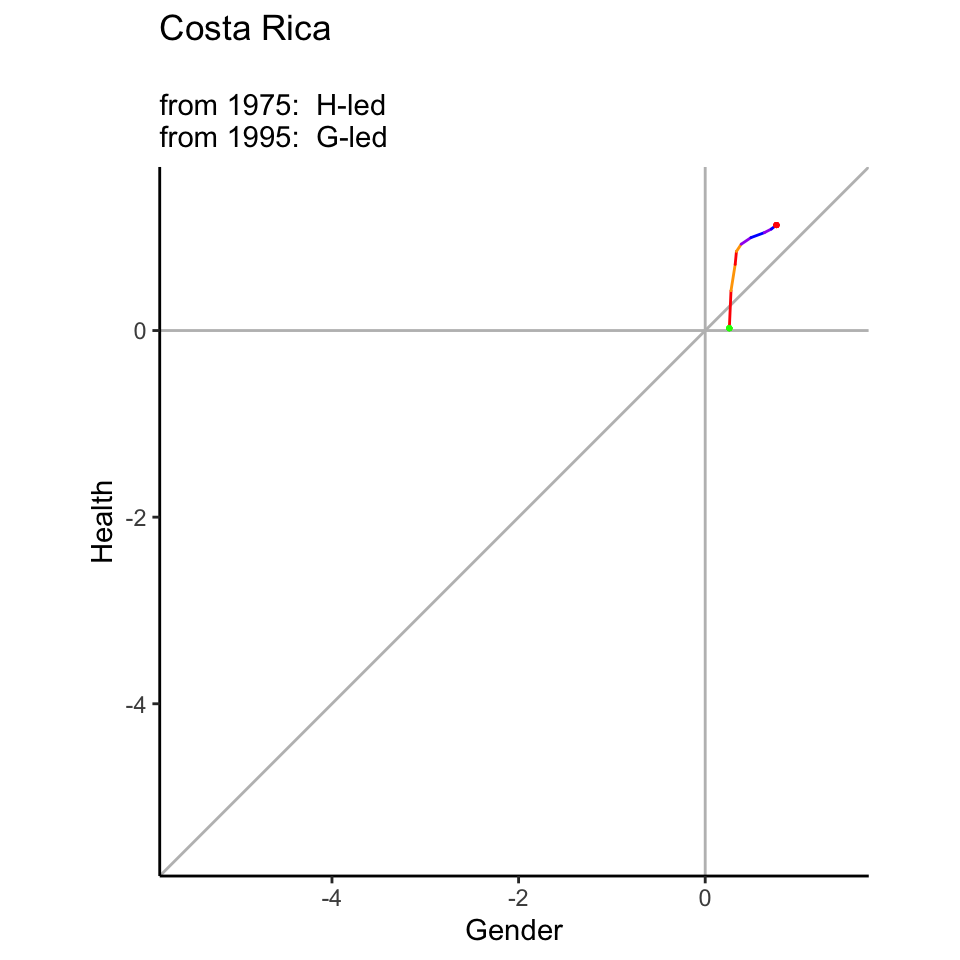 Costa Rica
from 1975:  H-led
from 1995:  G-led
0
-2
-4
Health
-4
-2
0
Gender